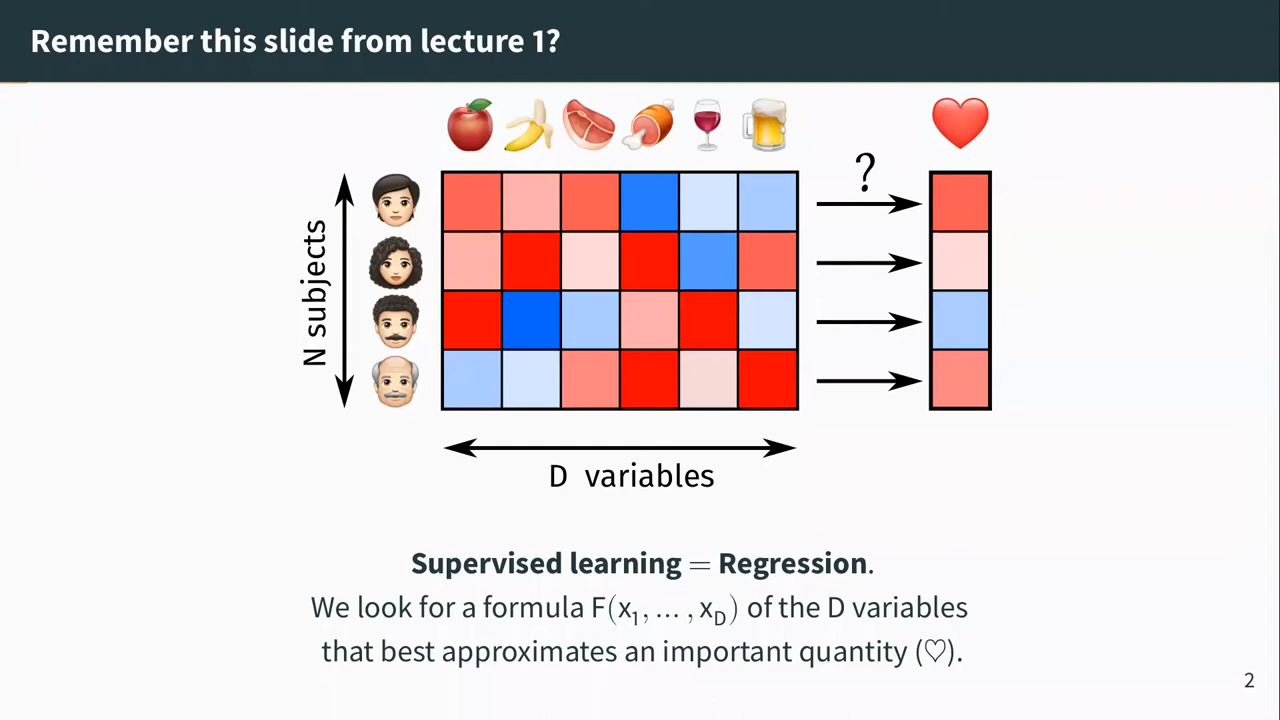 Remember this slide from lecture 1?
?
N subjects
D variables
Supervised learning = Regression.
We look for a formula F(x₁, … , x_D) of the D variables
that best approximates an important quantity (♡).
2